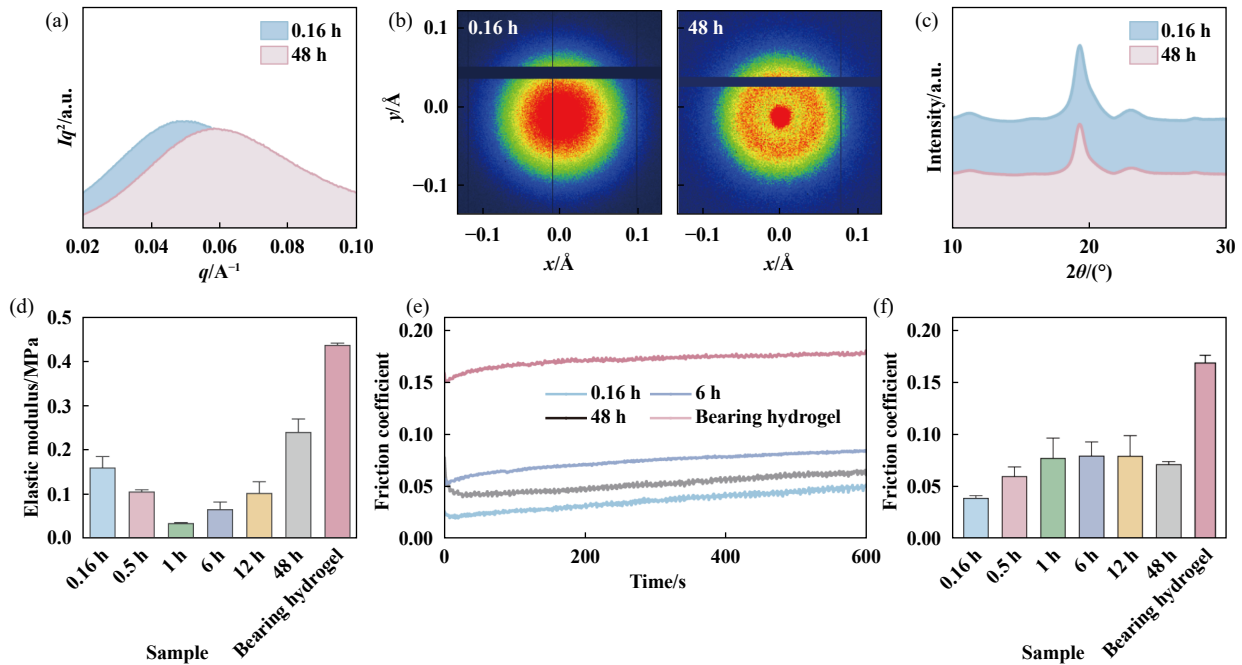 (a)
0.16 h
48 h
Iq²/a.u.
0.02 0.04 0.06 0.08 0.10
q/A⁻¹
(b)
0.16 h
48 h
0.1
0.0
−0.1
y/Å
−0.1 0.0 0.1
−0.1 0.0 0.1
x/Å
x/Å
(c)
0.16 h
48 h
Intensity/a.u.
10 20 30
2θ/(°)
(d)
Elastic modulus/MPa
0.5
0.4
0.3
0.2
0.1
0.0
0.16 h
0.5 h
1 h
6 h
12 h
48 h
Bearing hydrogel
Sample
(e)
Friction coefficient
0.20
0.15
0.10
0.05
0.00
0.16 h
6 h
48 h
Bearing hydrogel
0 200 400 600
Time/s
(f)
Friction coefficient
0.20
0.15
0.10
0.05
0.00
0.16 h
0.5 h
1 h
6 h
12 h
48 h
Bearing hydrogel
Sample